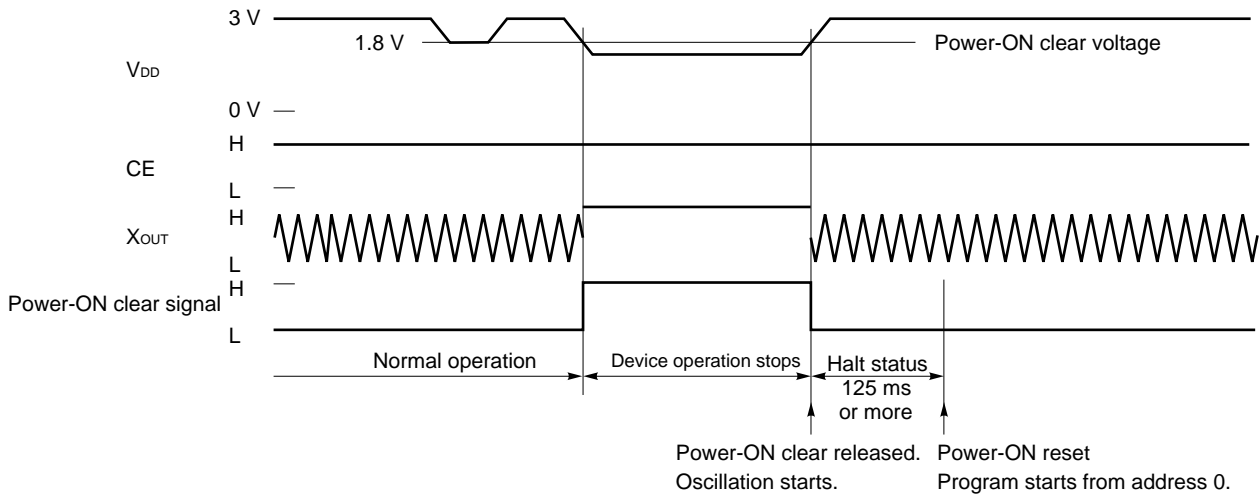 3 V
1.8 V
Power-ON clear voltage
VDD
0 V
H
CE
L
H
XOUT
L
H
Power-ON clear signal
L
Normal operation
Device operation stops
Halt status
125 ms
or more
Power-ON clear released.
Oscillation starts.
Power-ON reset
Program starts from address 0.